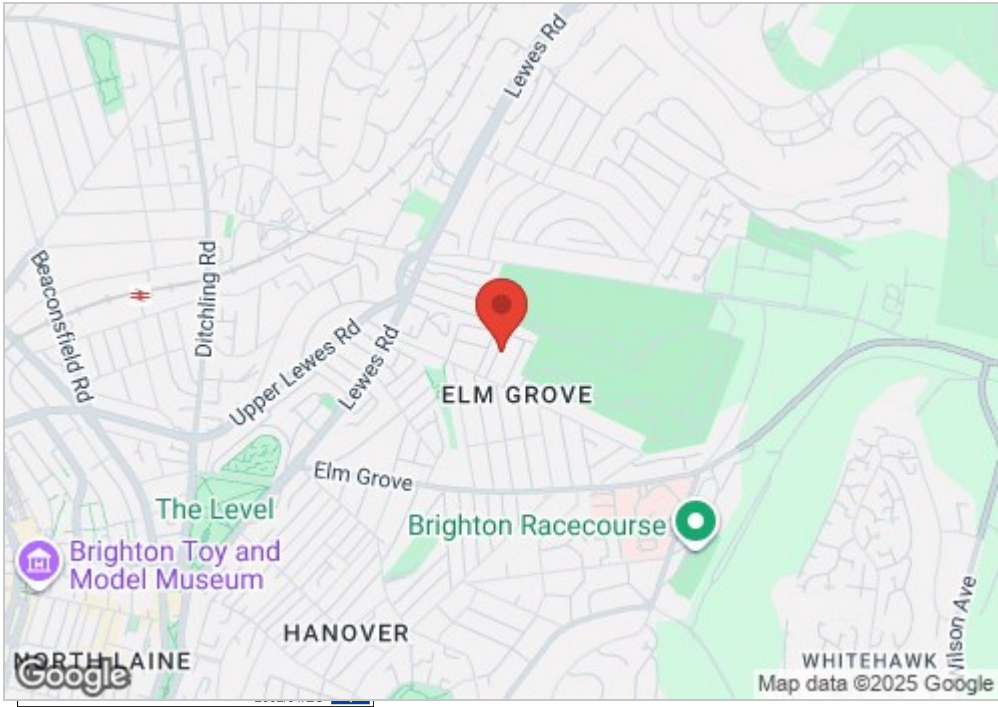 Lewes Rd
Beaconsfield Rd
Ditchling Rd
Upper Lewes Rd
Lewes Rd
ELM GROVE
Elm Grove
The Level
Brighton Racecourse
Brighton Toy and
Model Museum
HANOVER
NORTH LAINE
Google
WHITEHAWK
Wilson Ave
Map data ©2025 Google